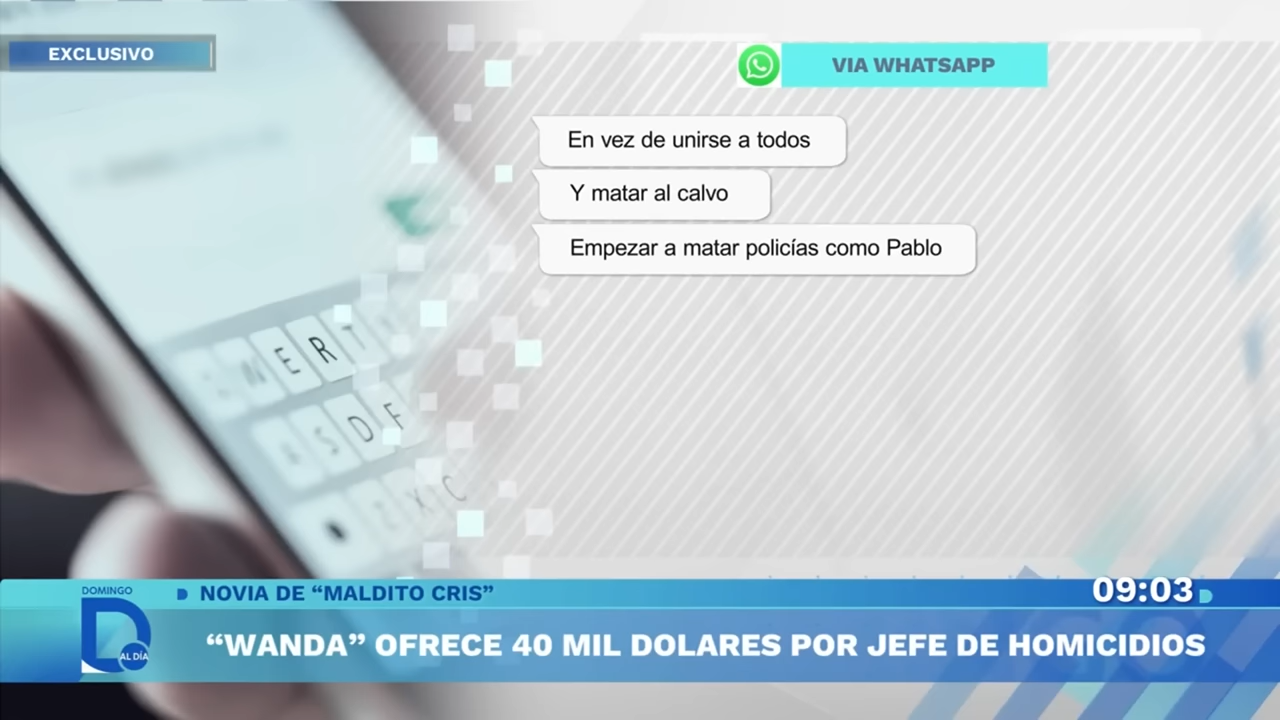 EXCLUSIVO
VIA WHATSAPP
En vez de unirse a todos
Y matar al calvo
Empezar a matar policías como Pablo
E R T
S D F
Z X C
DOMINGO
D
AL DÍA
NOVIA DE “MALDITO CRIS”
09:03
“WANDA” OFRECE 40 MIL DOLARES POR JEFE DE HOMICIDIOS